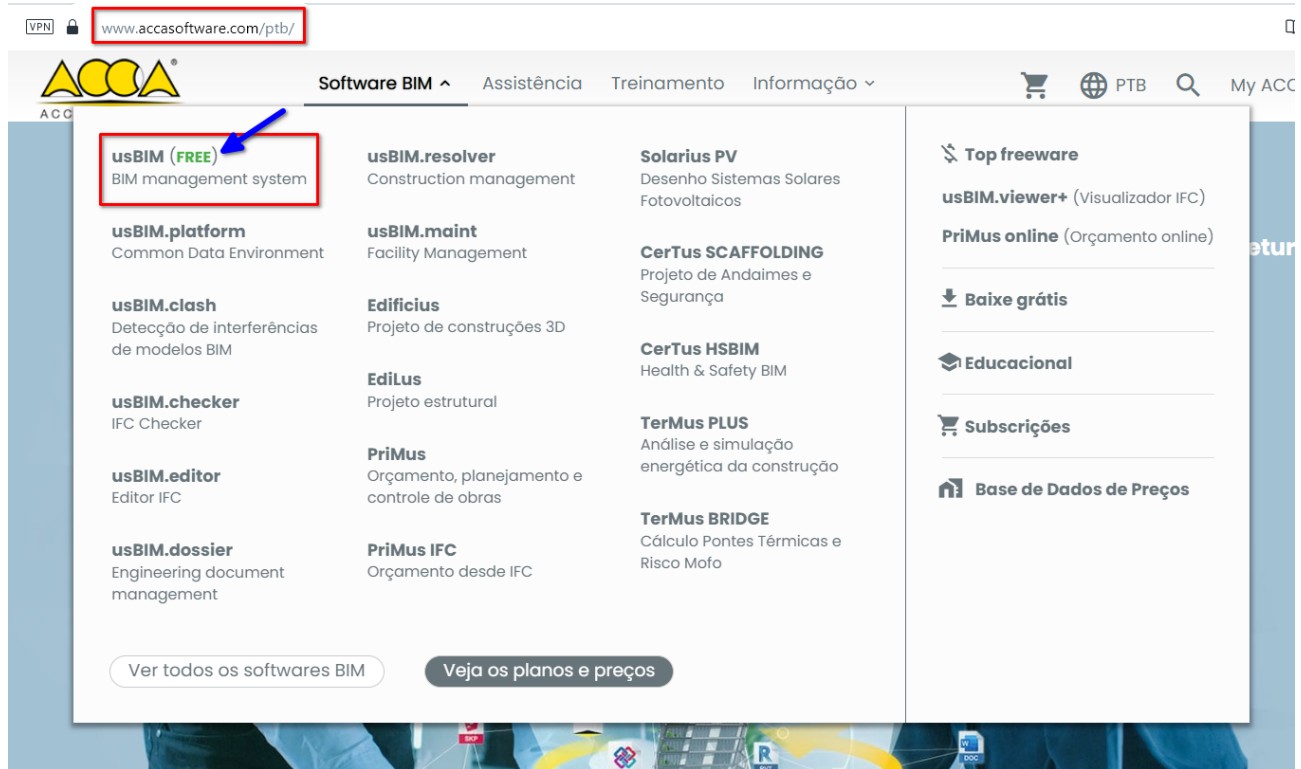 VPN
www.accasoftware.com/ptb/
ACCA®
Software BIM
Assistência
Treinamento
Informação
PTB
My ACC
ACC
usBIM (FREE)
BIM management system
usBIM.platform
Common Data Environment
usBIM.clash
Detecção de interferências
de modelos BIM
usBIM.checker
IFC Checker
usBIM.editor
Editor IFC
usBIM.dossier
Engineering document
management
usBIM.resolver
Construction management
usBIM.maint
Facility Management
Edificius
Projeto de construções 3D
EdiLus
Projeto estrutural
PriMus
Orçamento, planejamento e
controle de obras
PriMus IFC
Orçamento desde IFC
Solarius PV
Desenho Sistemas Solares
Fotovoltaicos
CerTus SCAFFOLDING
Projeto de Andaimes e
Segurança
CerTus HSBIM
Health & Safety BIM
TerMus PLUS
Análise e simulação
energética da construção
TerMus BRIDGE
Cálculo Pontes Térmicas e
Risco Mofo
Top freeware
usBIM.viewer+ (Visualizador IFC)
PriMus online (Orçamento online)
Baixe grátis
Educacional
Subscrições
Base de Dados de Preços
Ver todos os softwares BIM
Veja os planos e preços
etur
SKP
R
W
DOC